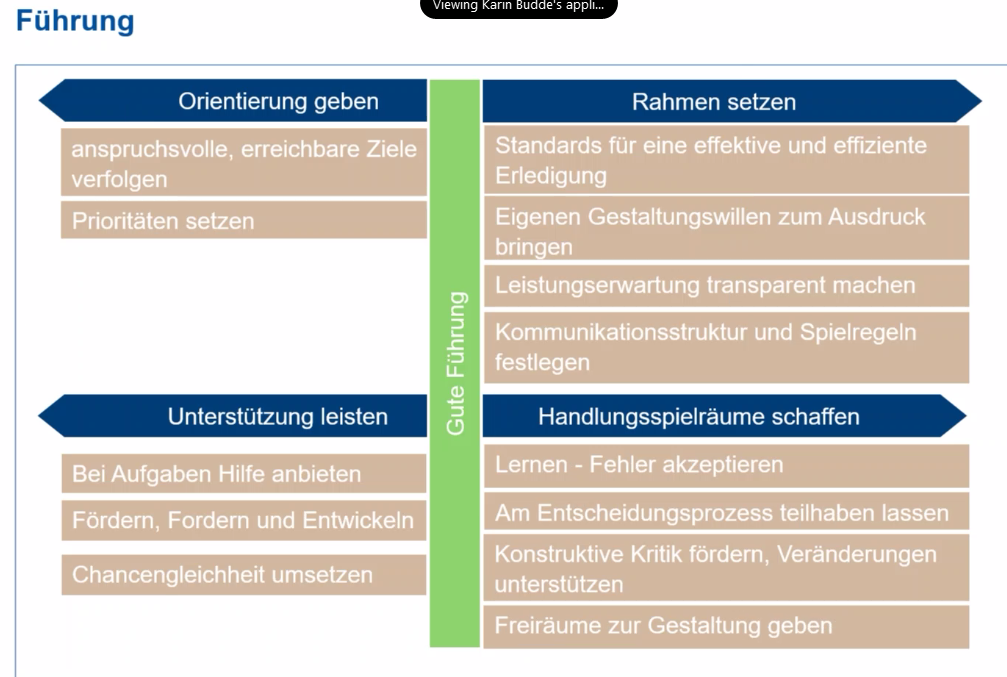 Viewing Karin Budde's appli...
Führung
Orientierung geben
anspruchsvolle, erreichbare Ziele
verfolgen
Prioritäten setzen
Rahmen setzen
Standards für eine effektive und effiziente
Erledigung
Eigenen Gestaltungswillen zum Ausdruck
bringen
Leistungserwartung transparent machen
Kommunikationsstruktur und Spielregeln
festlegen
Gute Führung
Unterstützung leisten
Bei Aufgaben Hilfe anbieten
Fördern, Fordern und Entwickeln
Chancengleichheit umsetzen
Handlungsspielräume schaffen
Lernen - Fehler akzeptieren
Am Entscheidungsprozess teilhaben lassen
Konstruktive Kritik fördern, Veränderungen
unterstützen
Freiräume zur Gestaltung geben